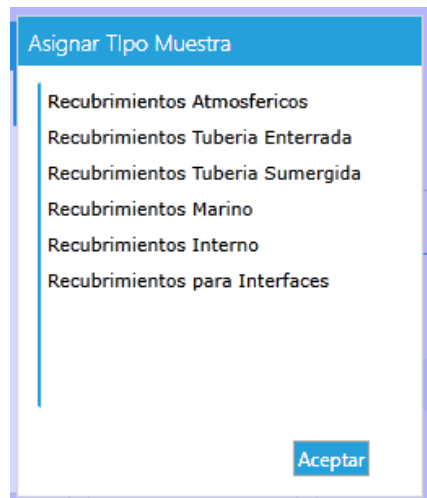 Asignar TIpo Muestra
Recubrimientos Atmosfericos
Recubrimientos Tuberia Enterrada
Recubrimientos Tuberia Sumergida
Recubrimientos Marino
Recubrimientos Interno
Recubrimientos para Interfaces
Aceptar